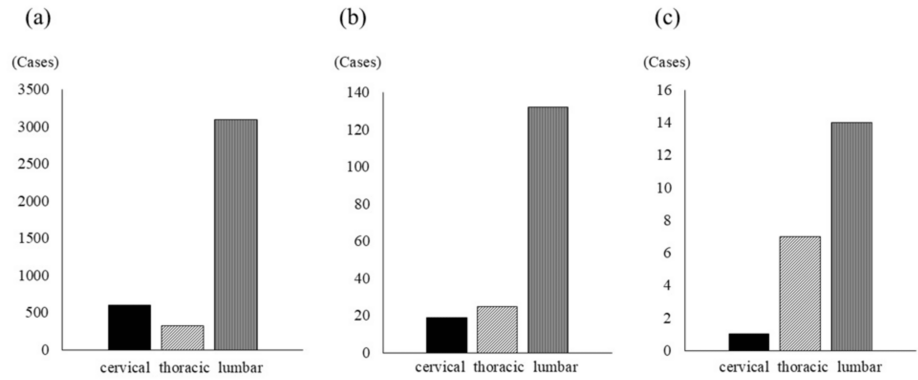 (a)
(Cases)
3500
3000
2500
2000
1500
1000
500
0
cervical thoracic lumbar
(b)
(Cases)
140
120
100
80
60
40
20
0
cervical thoracic lumbar
(c)
(Cases)
16
14
12
10
8
6
4
2
0
cervical thoracic lumbar